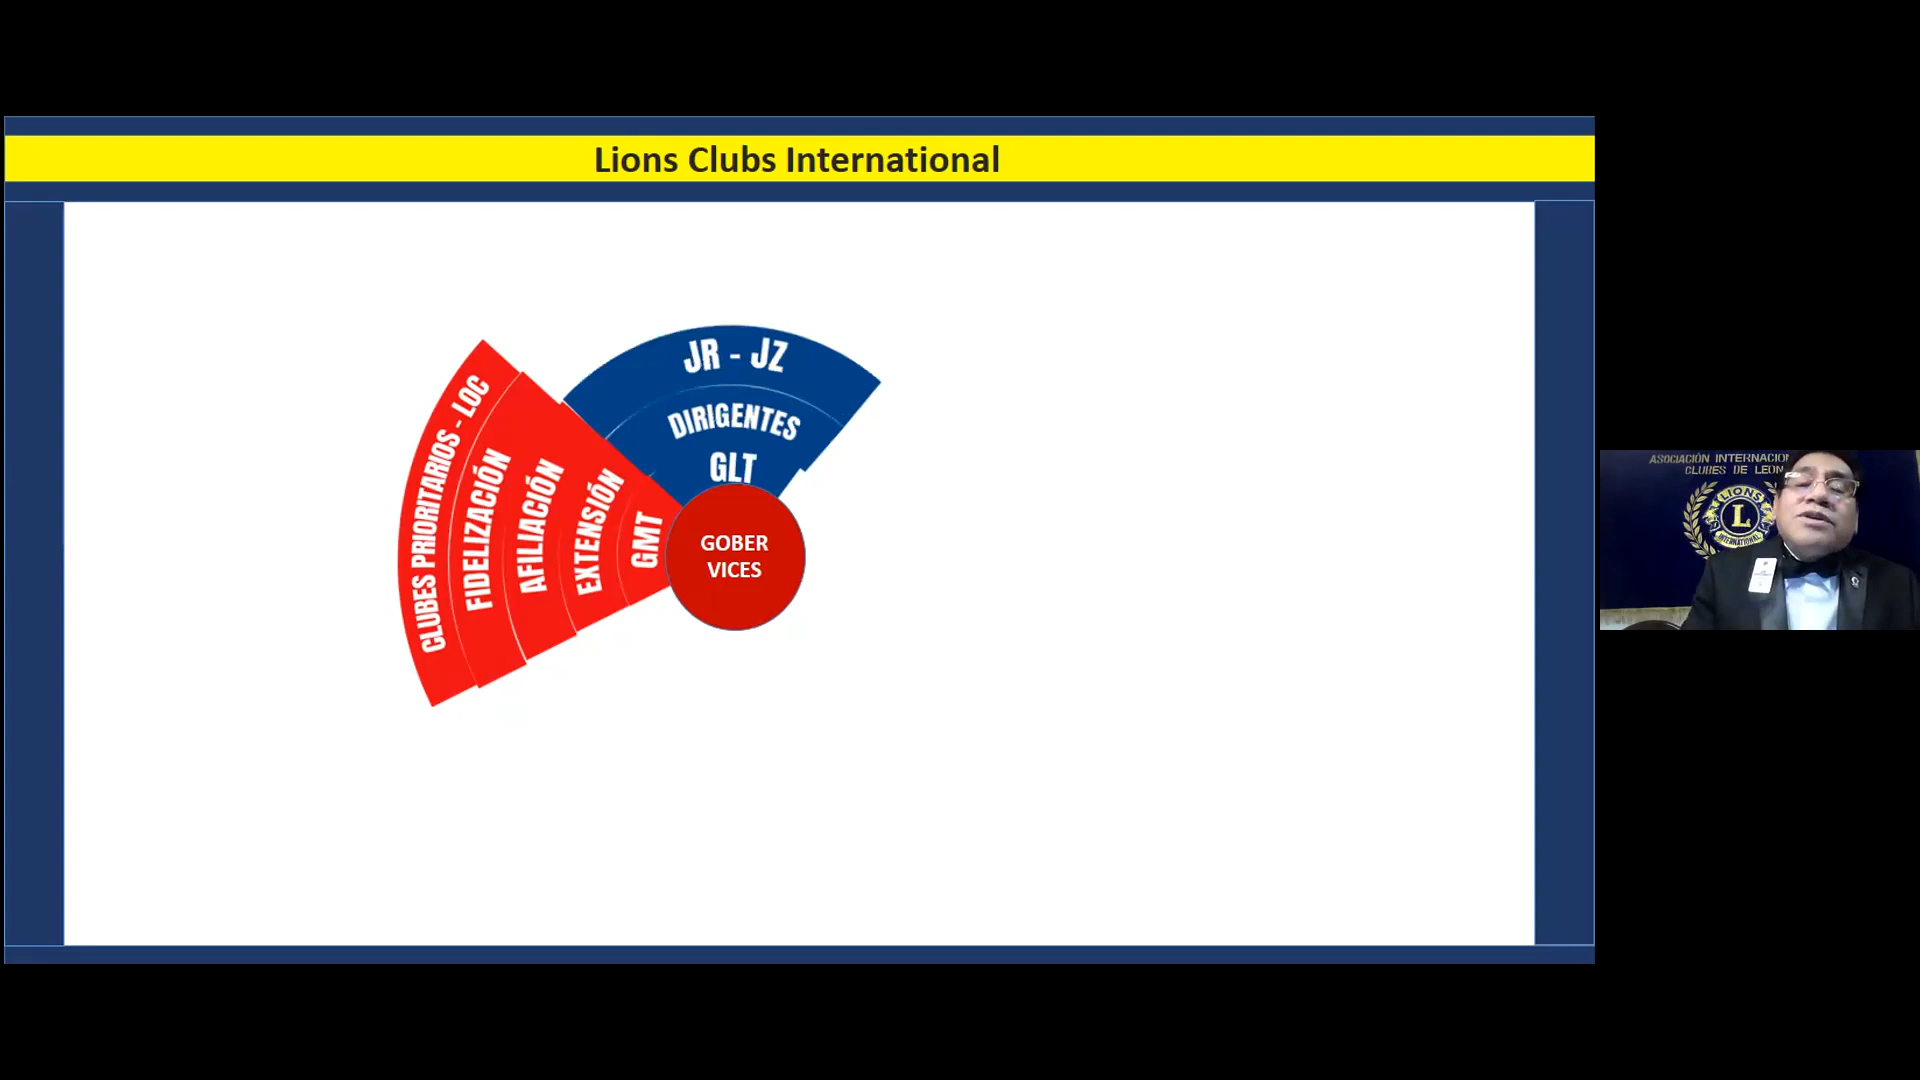 Lions Clubs International
JR - JZ
DIRIGENTES
GLT
CLUBES PRIORITARIOS - LOC
FIDELIZACIÓN
AFILIACIÓN
EXTENSIÓN
GMT
GOBER
VICES
ASOCIACIÓN INTERNACIO
CLUBES DE LEON
LIONS
L
INTERNATIONAL